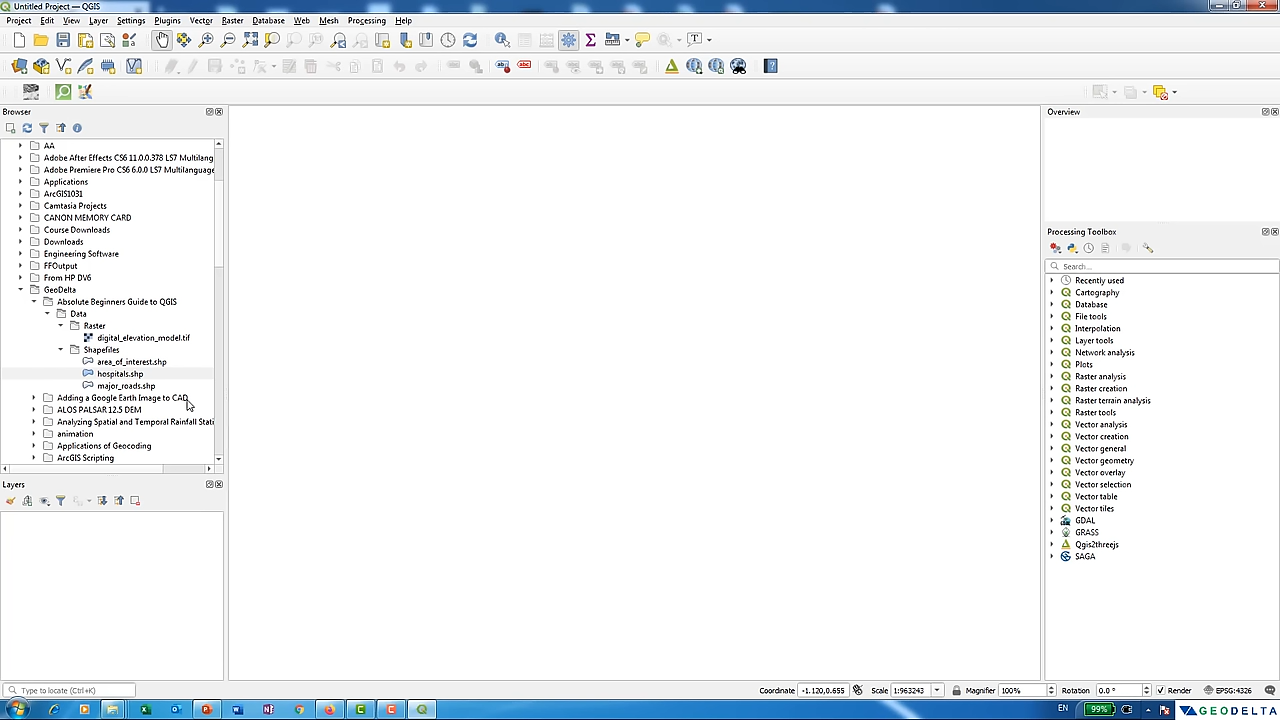 Untitled Project — QGIS
Project Edit View Layer Settings Plugins Vector Raster Database Web Mesh Processing Help
Browser
AA
Adobe After Effects CS6 11.0.0.378 LS7 Multilang
Adobe Premiere Pro CS6 6.0.0 LS7 Multilanguage
Applications
ArcGIS1031
Camtasia Projects
CANON MEMORY CARD
Course Downloads
Downloads
Engineering Software
FFOutput
From HP DV6
GeoDelta
Absolute Beginners Guide to QGIS
Data
Raster
digital_elevation_model.tif
Shapefiles
area_of_interest.shp
hospitals.shp
major_roads.shp
Adding a Google Earth Image to CAD
ALOS PALSAR 12.5 DEM
Analyzing Spatial and Temporal Rainfall Stati
animation
Applications of Geocoding
ArcGIS Scripting
Layers
Overview
Processing Toolbox
Search...
Recently used
Cartography
Database
File tools
Interpolation
Layer tools
Network analysis
Plots
Raster analysis
Raster creation
Raster terrain analysis
Raster tools
Vector analysis
Vector creation
Vector general
Vector geometry
Vector overlay
Vector selection
Vector table
Vector tiles
GDAL
GRASS
Qgis2threejs
SAGA
Type to locate (Ctrl+K)
Coordinate -1.120,0.655 Scale 1:963243 Magnifier 100% Rotation 0.0 ° Render EPSG:4326
EN 99% GEODELTA